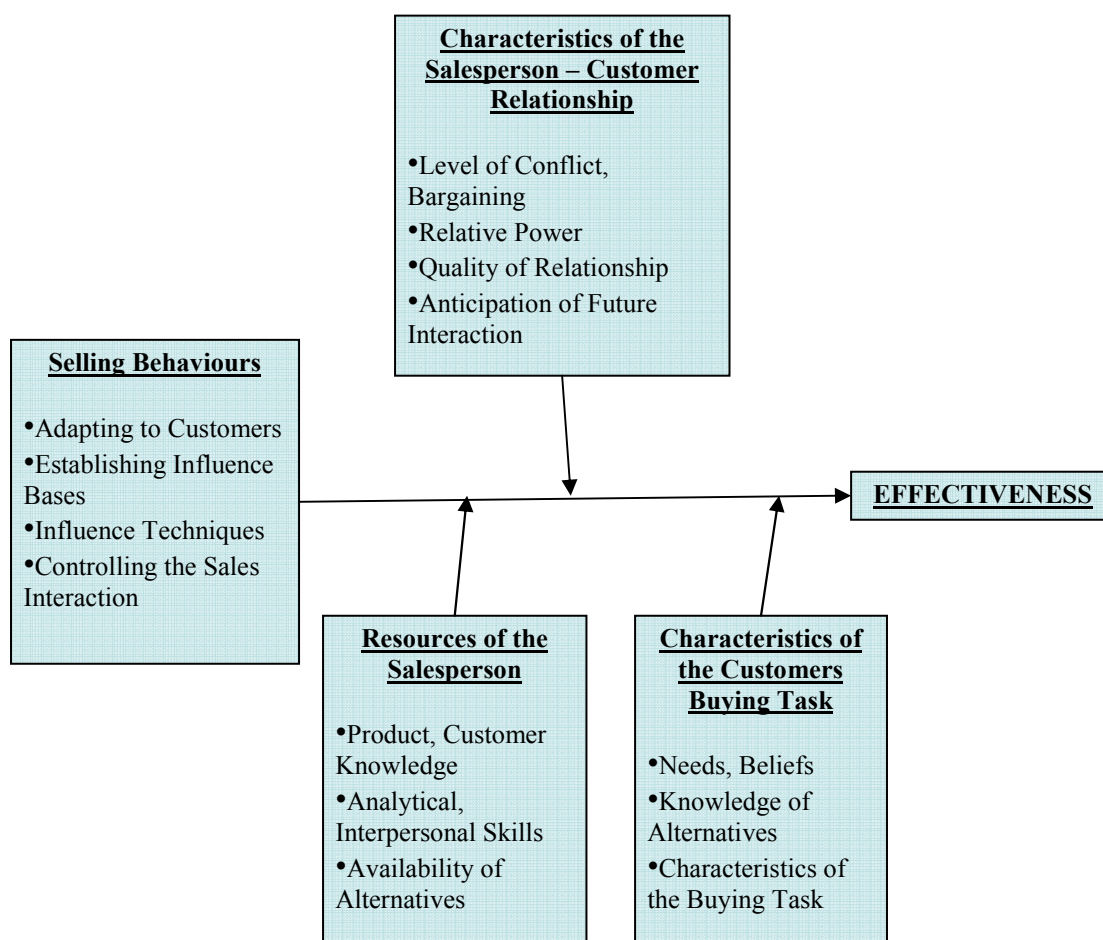 Characteristics of the
Salesperson – Customer
Relationship
•Level of Conflict,
Bargaining
•Relative Power
•Quality of Relationship
•Anticipation of Future
Interaction
Selling Behaviours
•Adapting to Customers
•Establishing Influence
Bases
•Influence Techniques
•Controlling the Sales
Interaction
EFFECTIVENESS
Resources of the
Salesperson
•Product, Customer
Knowledge
•Analytical,
Interpersonal Skills
•Availability of
Alternatives
Characteristics of
the Customers
Buying Task
•Needs, Beliefs
•Knowledge of
Alternatives
•Characteristics of
the Buying Task